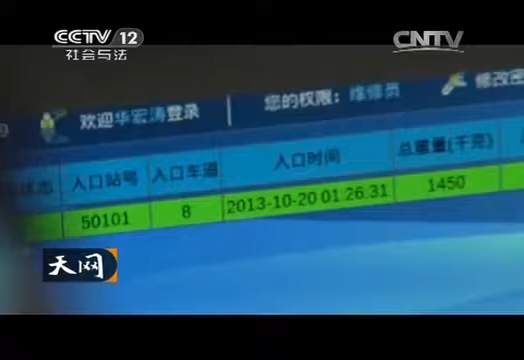 CCTV 12
社会与法
CNTV
欢迎华宏涛登录
您的权限：维修员
修改密
状态 入口站号 入口车道 入口时间 总重量(千克)
50101 8 2013-10-20 01:26.31 1450
天网